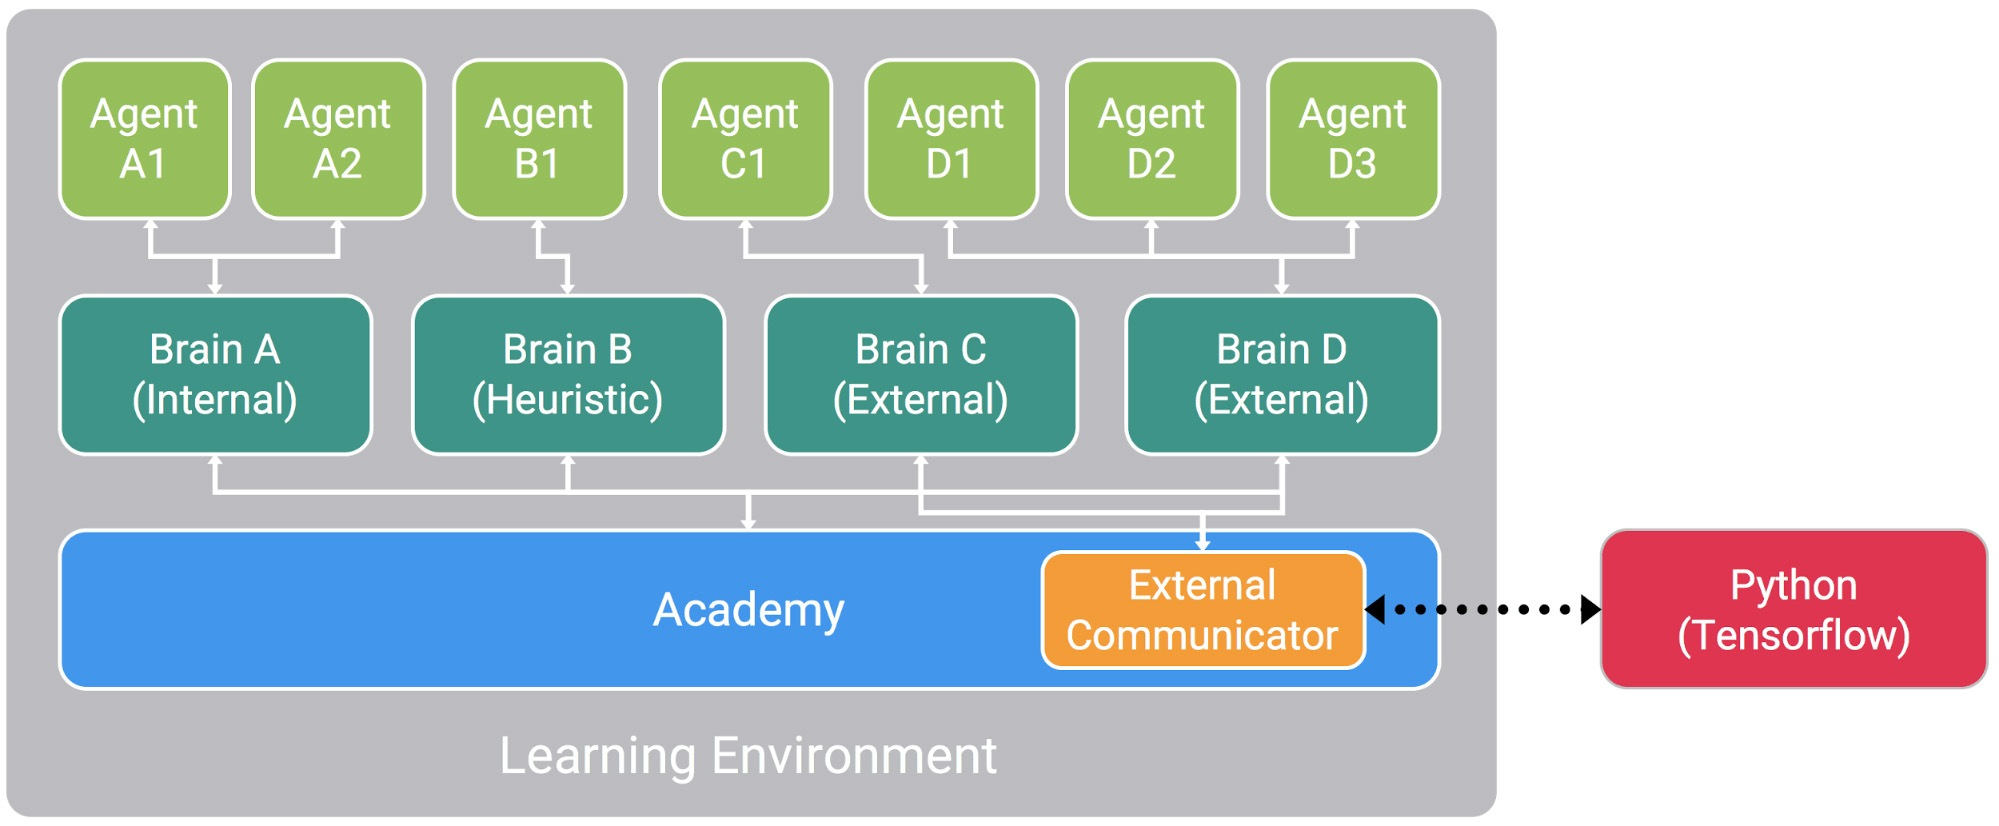 Agent
A1
Agent
A2
Agent
B1
Agent
C1
Agent
D1
Agent
D2
Agent
D3
Brain A
(Internal)
Brain B
(Heuristic)
Brain C
(External)
Brain D
(External)
Academy
External
Communicator
Python
(Tensorflow)
Learning Environment